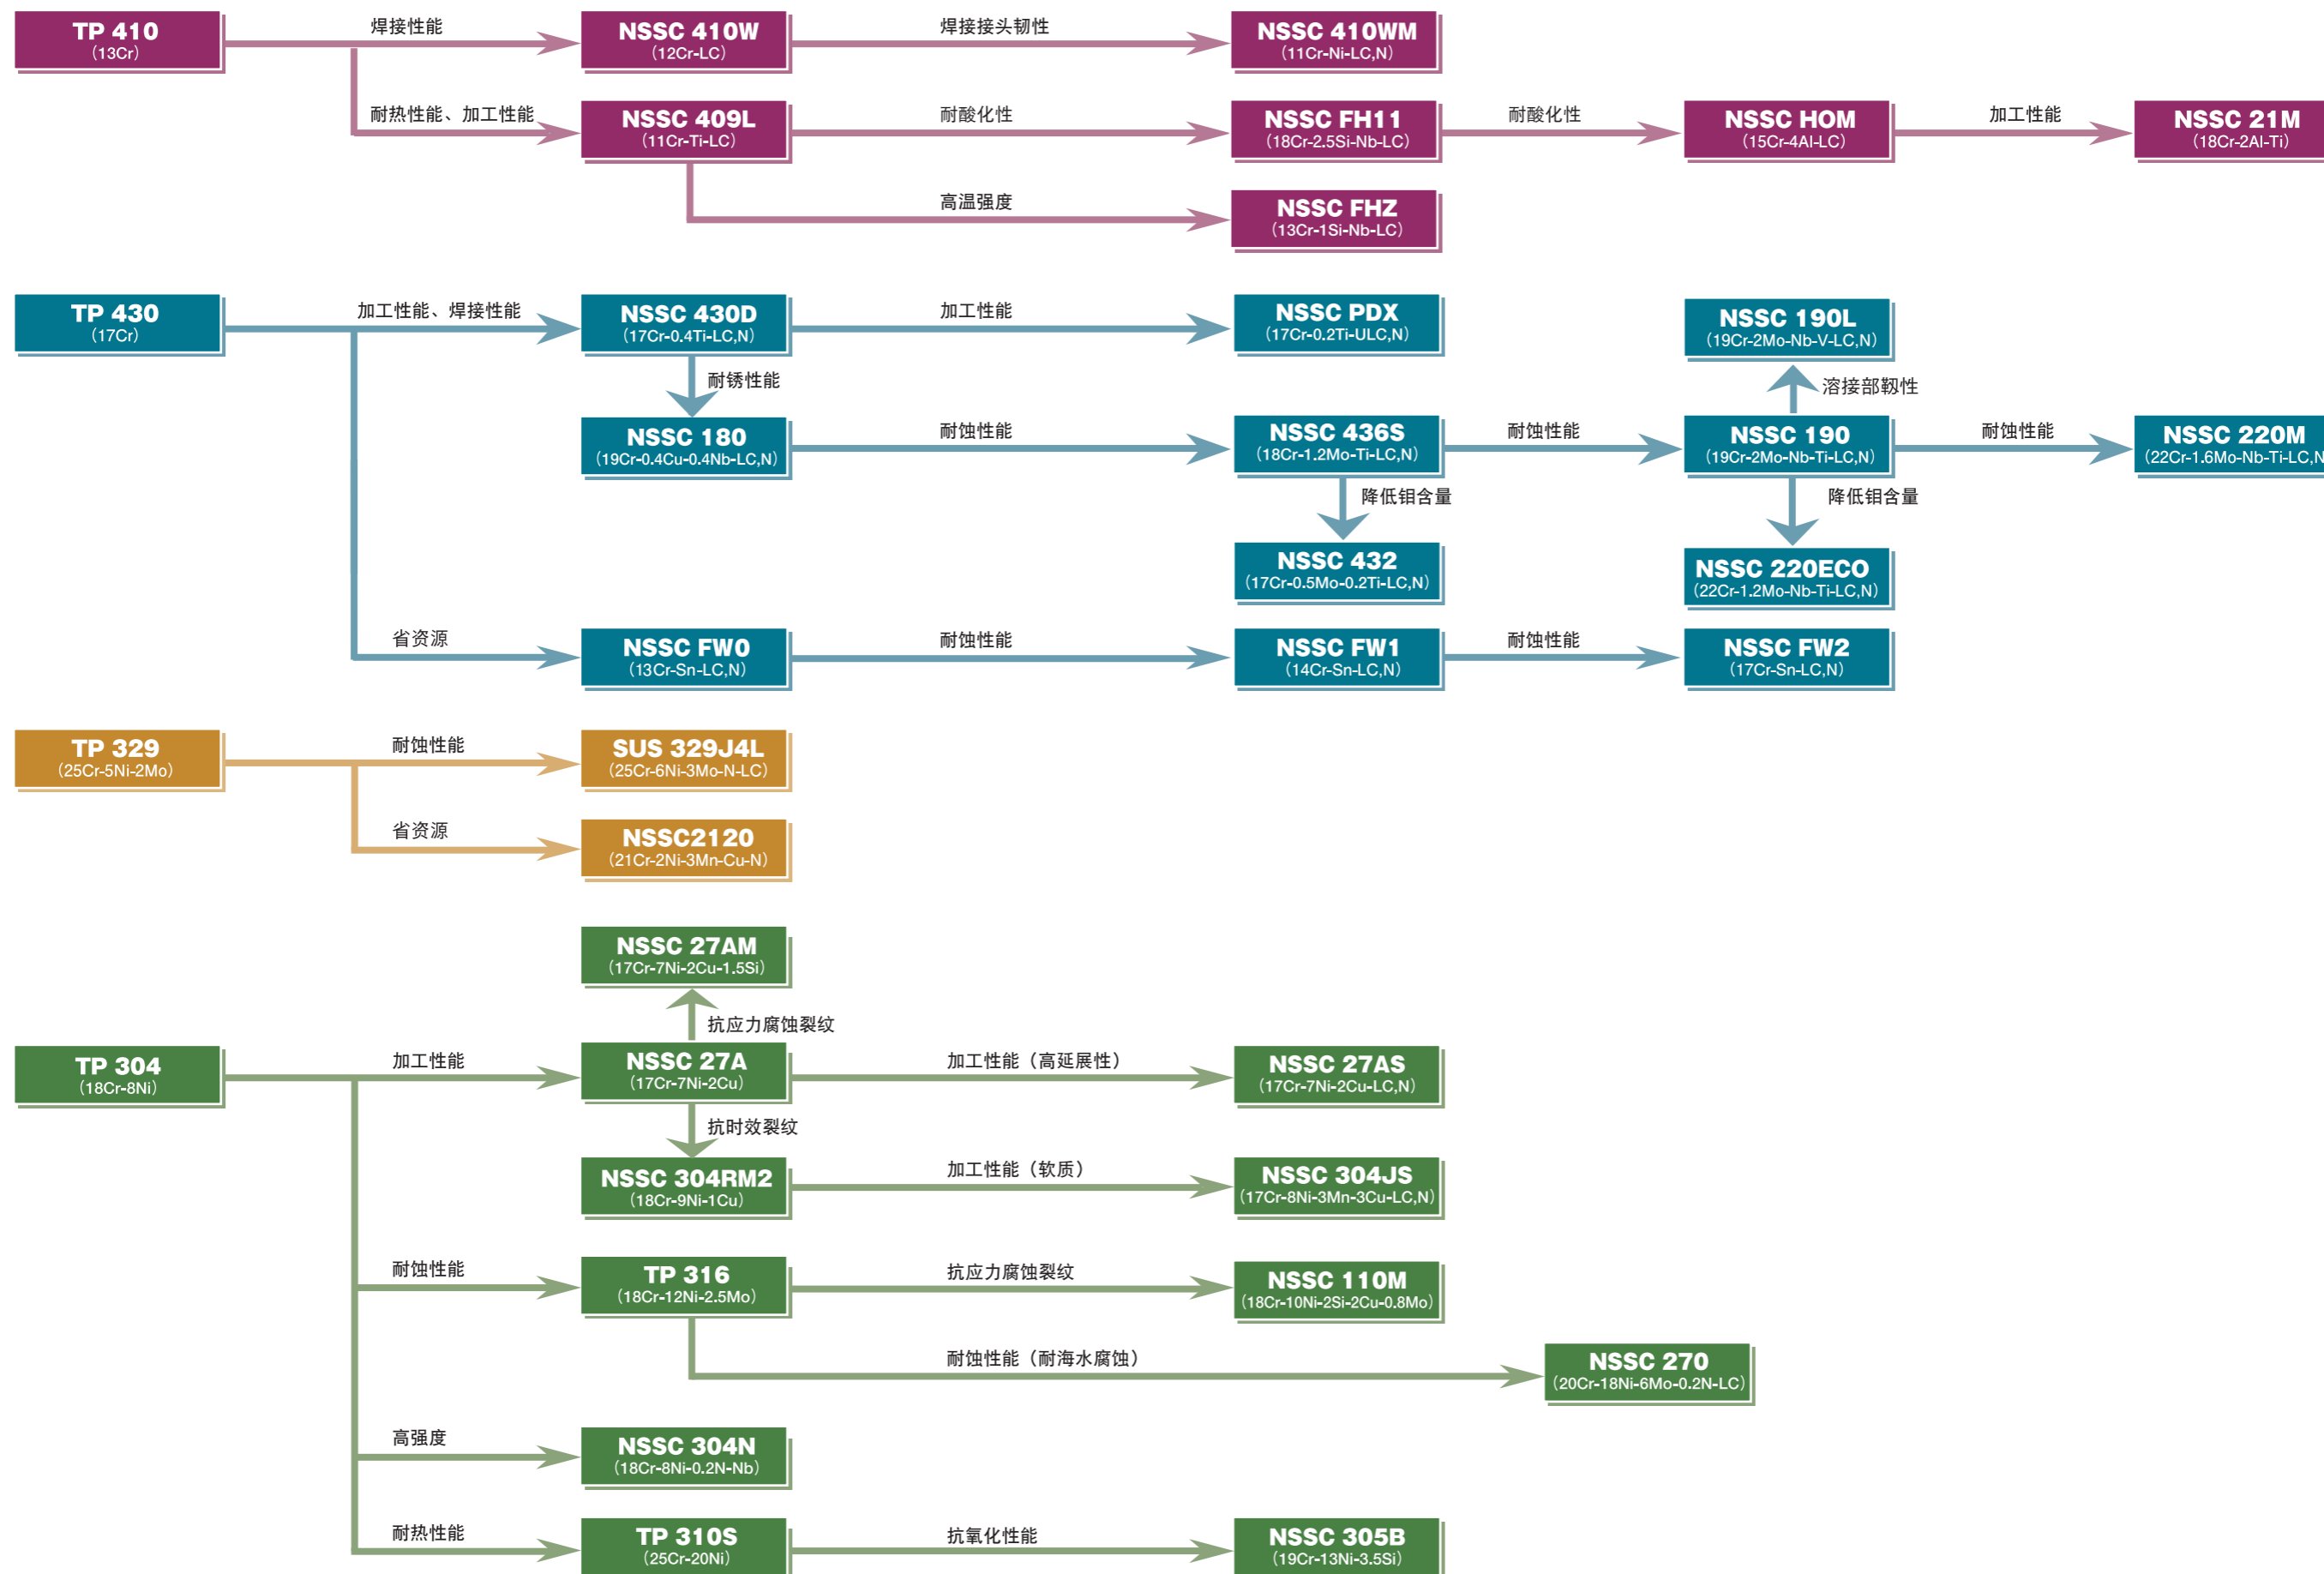 TP 410
(13Cr)
焊接性能
NSSC 410W
(12Cr-LC)
焊接接头韧性
NSSC 410WM
(11Cr-Ni-LC,N)
耐热性能、加工性能
NSSC 409L
(11Cr-Ti-LC)
耐酸化性
NSSC FH11
(18Cr-2.5Si-Nb-LC)
耐酸化性
NSSC HOM
(15Cr-4Al-LC)
加工性能
NSSC 21M
(18Cr-2Al-Ti)
高温强度
NSSC FHZ
(13Cr-1Si-Nb-LC)
TP 430
(17Cr)
加工性能、焊接性能
NSSC 430D
(17Cr-0.4Ti-LC,N)
加工性能
NSSC PDX
(17Cr-0.2Ti-ULC,N)
NSSC 190L
(19Cr-2Mo-Nb-V-LC,N)
耐锈性能
溶接部靱性
NSSC 180
(19Cr-0.4Cu-0.4Nb-LC,N)
耐蚀性能
NSSC 436S
(18Cr-1.2Mo-Ti-LC,N)
耐蚀性能
NSSC 190
(19Cr-2Mo-Nb-Ti-LC,N)
耐蚀性能
NSSC 220M
(22Cr-1.6Mo-Nb-Ti-LC,N
降低钼含量
降低钼含量
NSSC 432
(17Cr-0.5Mo-0.2Ti-LC,N)
NSSC 220ECO
(22Cr-1.2Mo-Nb-Ti-LC,N)
省资源
NSSC FW0
(13Cr-Sn-LC,N)
耐蚀性能
NSSC FW1
(14Cr-Sn-LC,N)
耐蚀性能
NSSC FW2
(17Cr-Sn-LC,N)
TP 329
(25Cr-5Ni-2Mo)
耐蚀性能
SUS 329J4L
(25Cr-6Ni-3Mo-N-LC)
省资源
NSSC2120
(21Cr-2Ni-3Mn-Cu-N)
NSSC 27AM
(17Cr-7Ni-2Cu-1.5Si)
抗应力腐蚀裂纹
TP 304
(18Cr-8Ni)
加工性能
NSSC 27A
(17Cr-7Ni-2Cu)
加工性能（高延展性）
NSSC 27AS
(17Cr-7Ni-2Cu-LC,N)
抗时效裂纹
NSSC 304RM2
(18Cr-9Ni-1Cu)
加工性能（软质）
NSSC 304JS
(17Cr-8Ni-3Mn-3Cu-LC,N)
耐蚀性能
TP 316
(18Cr-12Ni-2.5Mo)
抗应力腐蚀裂纹
NSSC 110M
(18Cr-10Ni-2Si-2Cu-0.8Mo)
耐蚀性能（耐海水腐蚀）
NSSC 270
(20Cr-18Ni-6Mo-0.2N-LC)
高强度
NSSC 304N
(18Cr-8Ni-0.2N-Nb)
耐热性能
TP 310S
(25Cr-20Ni)
抗氧化性能
NSSC 305B
(19Cr-13Ni-3.5Si)